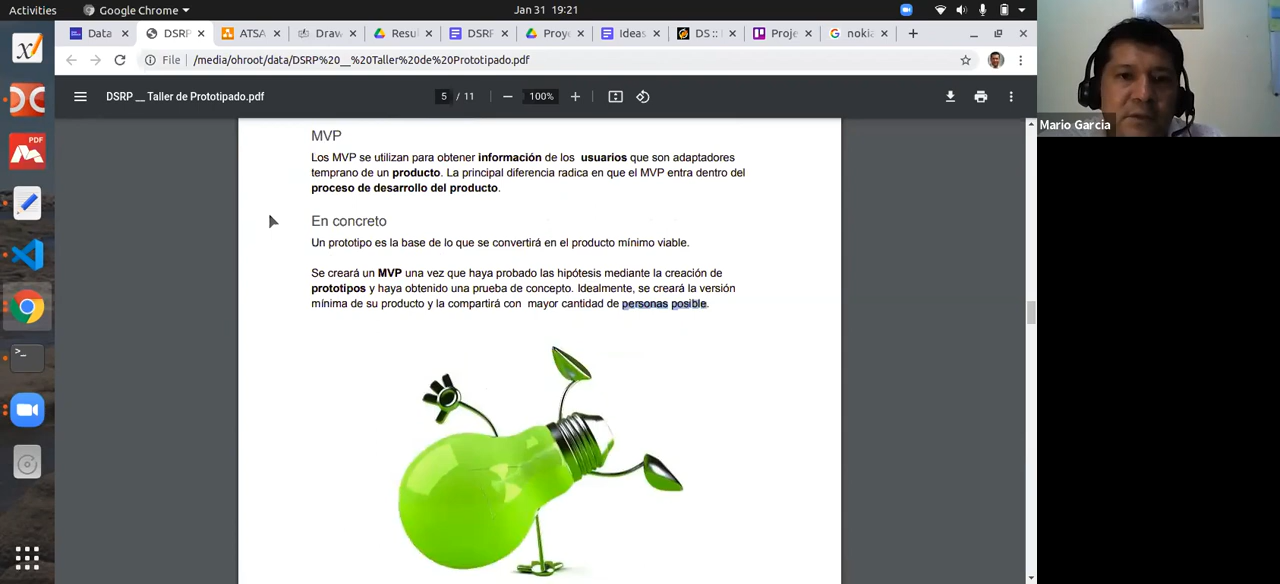 Activities
Google Chrome
Jan 31 19:21
Data
DSRP
ATSA
Draw
Resu
DSRF
Proye
Ideas
DS ::
Proje
nokia
File
/media/ohroot/data/DSRP%20__%20Taller%20de%20Prototipado.pdf
DSRP __ Taller de Prototipado.pdf
5 / 11
100%
PDF
Mario Garcia
MVP
Los MVP se utilizan para obtener información de los usuarios que son adaptadores
temprano de un producto. La principal diferencia radica en que el MVP entra dentro del
proceso de desarrollo del producto.
En concreto
Un prototipo es la base de lo que se convertirá en el producto mínimo viable.
Se creará un MVP una vez que haya probado las hipótesis mediante la creación de
prototipos y haya obtenido una prueba de concepto. Idealmente, se creará la versión
mínima de su producto y la compartirá con mayor cantidad de personas posible.